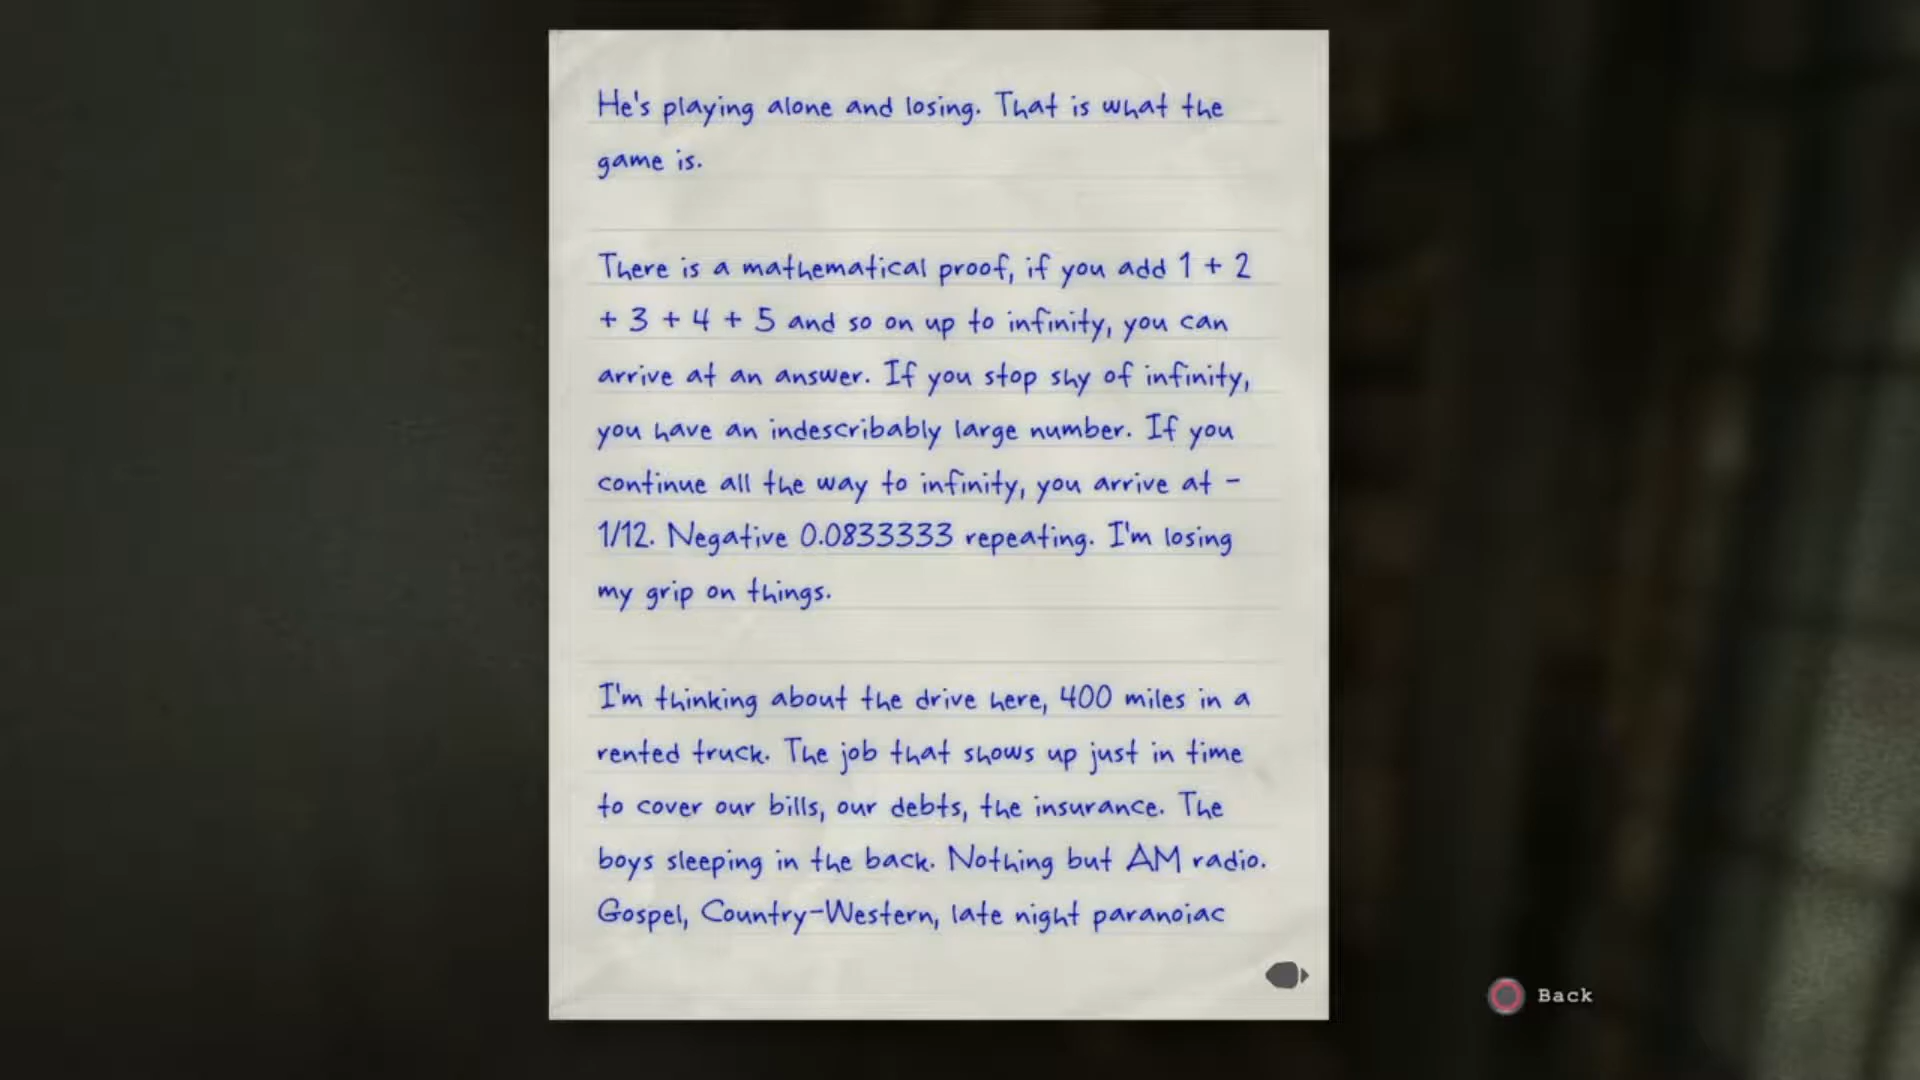 He's playing alone and losing. That is what the
game is.
There is a mathematical proof, if you add 1 + 2
+ 3 + 4 + 5 and so on up to infinity, you can
arrive at an answer. If you stop shy of infinity,
you have an indescribably large number. If you
continue all the way to infinity, you arrive at -
1/12. Negative 0.0833333 repeating. I'm losing
my grip on things.
I'm thinking about the drive here, 400 miles in a
rented truck. The job that shows up just in time
to cover our bills, our debts, the insurance. The
boys sleeping in the back. Nothing but AM radio.
Gospel, Country-Western, late night paranoiac
Back